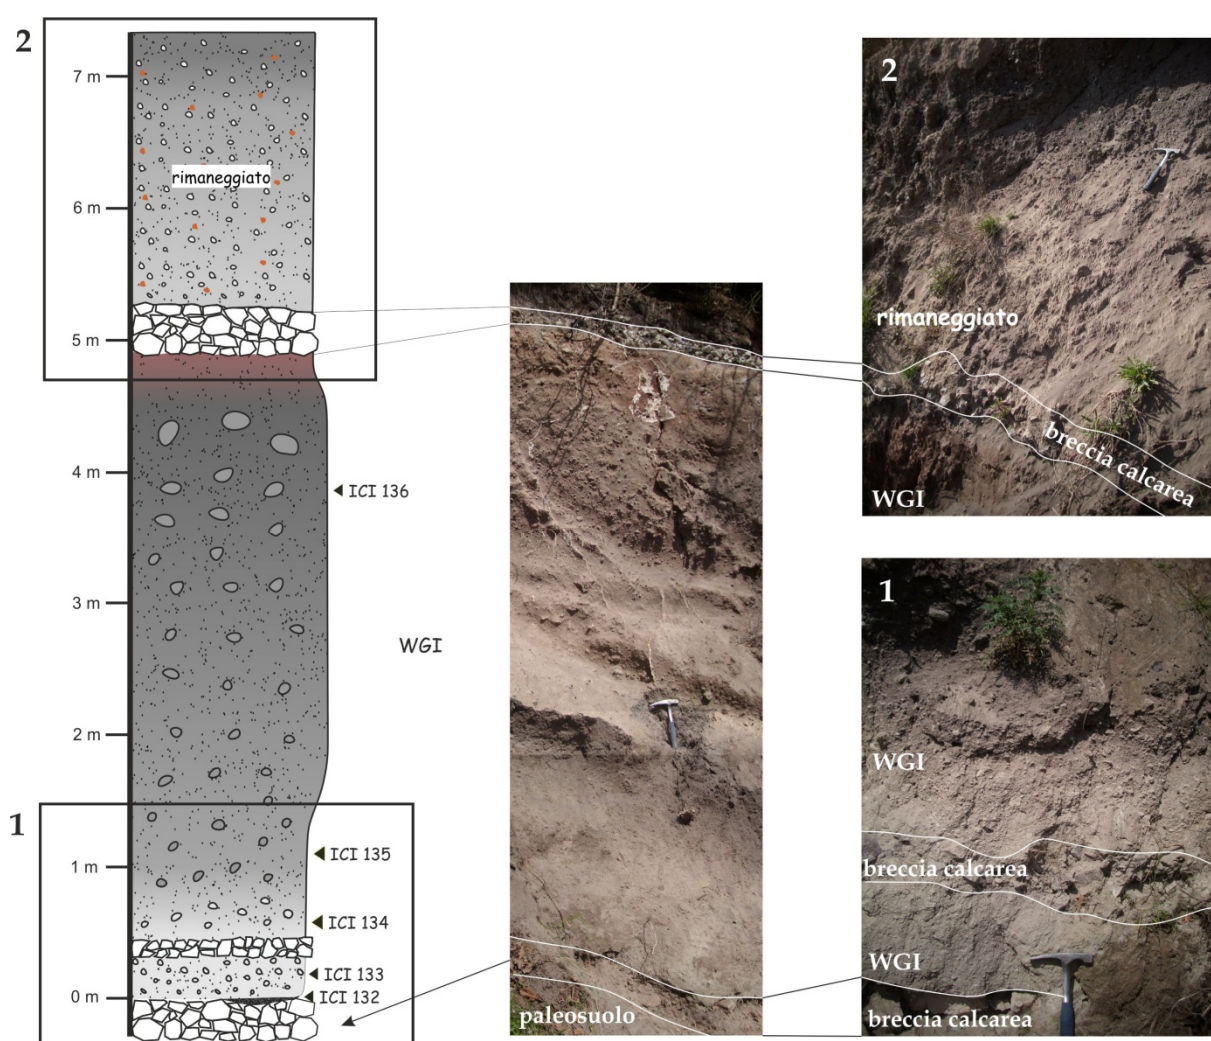 2
7 m
rimaneggiato
6 m
5 m
4 m
ICI 136
3 m
WGI
2 m
1
ICI 135
1 m
ICI 134
ICI 133
0 m
ICI 132
paleosuolo
2
rimaneggiato
breccia calcarea
WGI
1
WGI
breccia calcarea
WGI
breccia calcarea